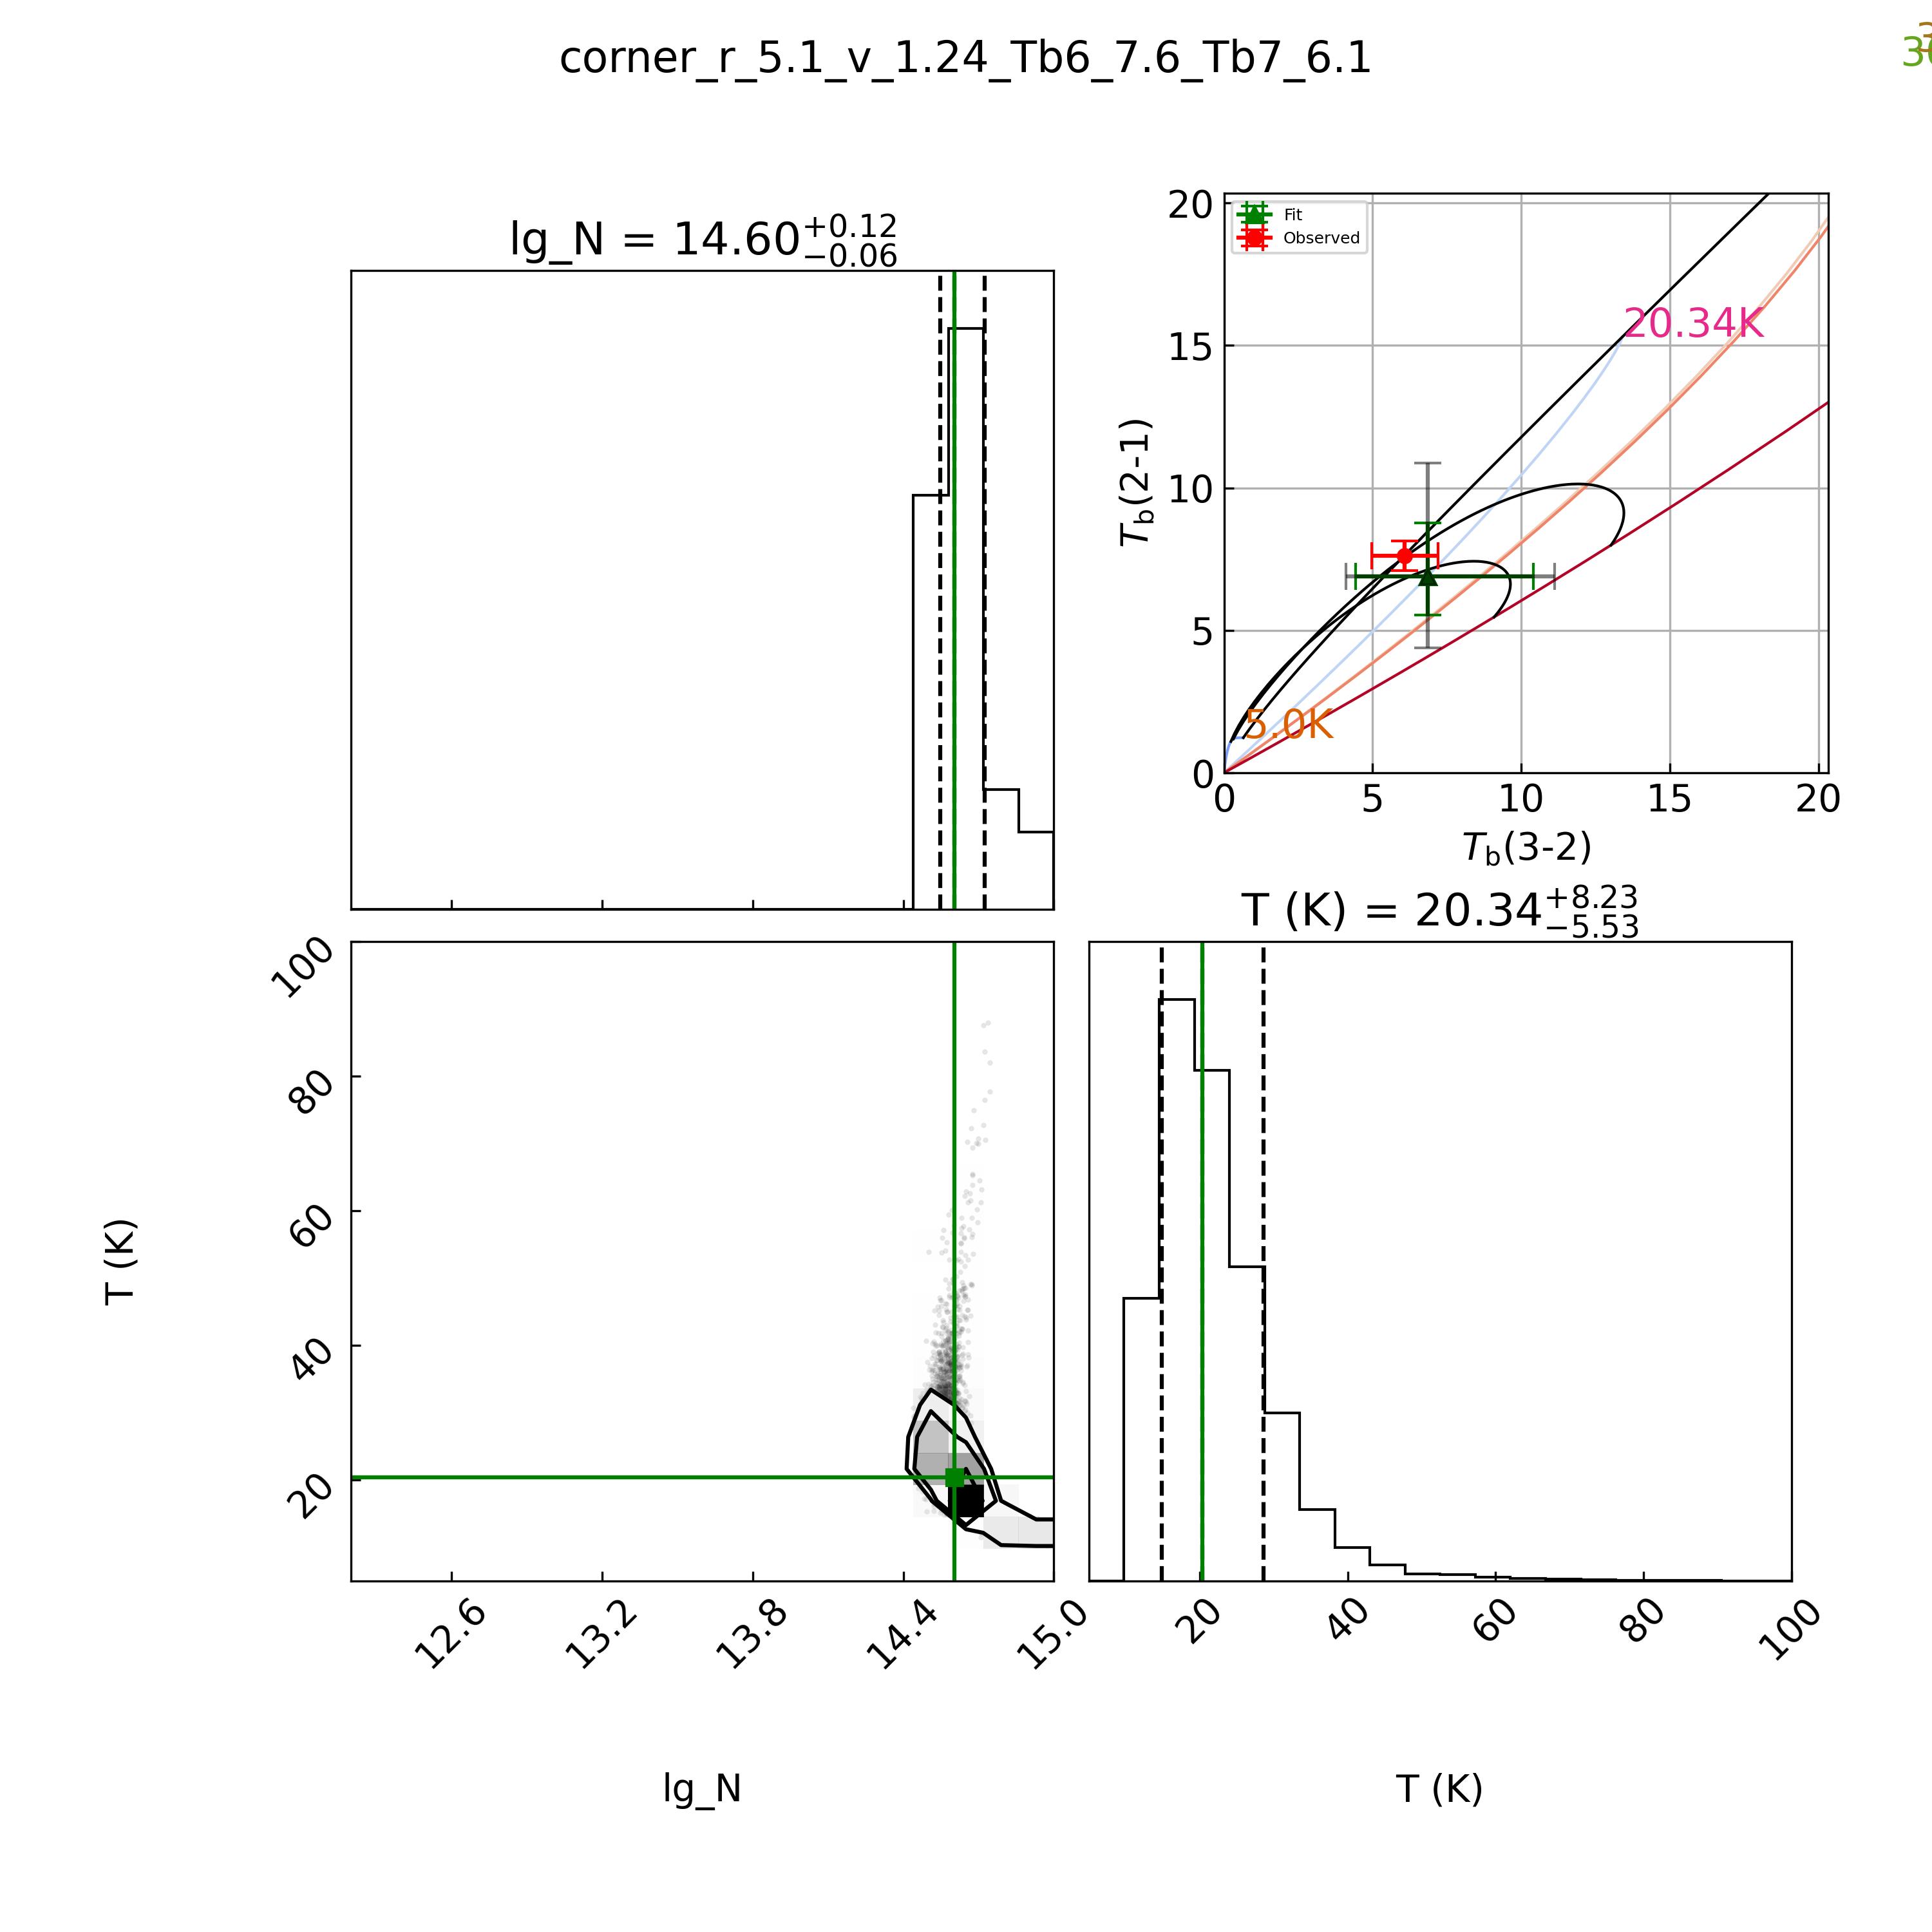 corner_r_5.1_v_1.24_Tb6_7.6_Tb7_6.1
lg_N = 14.60+0.12 −0.06
Fit
Observed
20
15
10
5
0
Tb(2-1)
20.34K
5.0K
0 5 10 15 20
Tb(3-2)
T (K) = 20.34+8.23 −5.53
100
80
60
40
20
T (K)
12.6 13.2 13.8 14.4 15.0
lg_N
20 40 60 80 100
T (K)